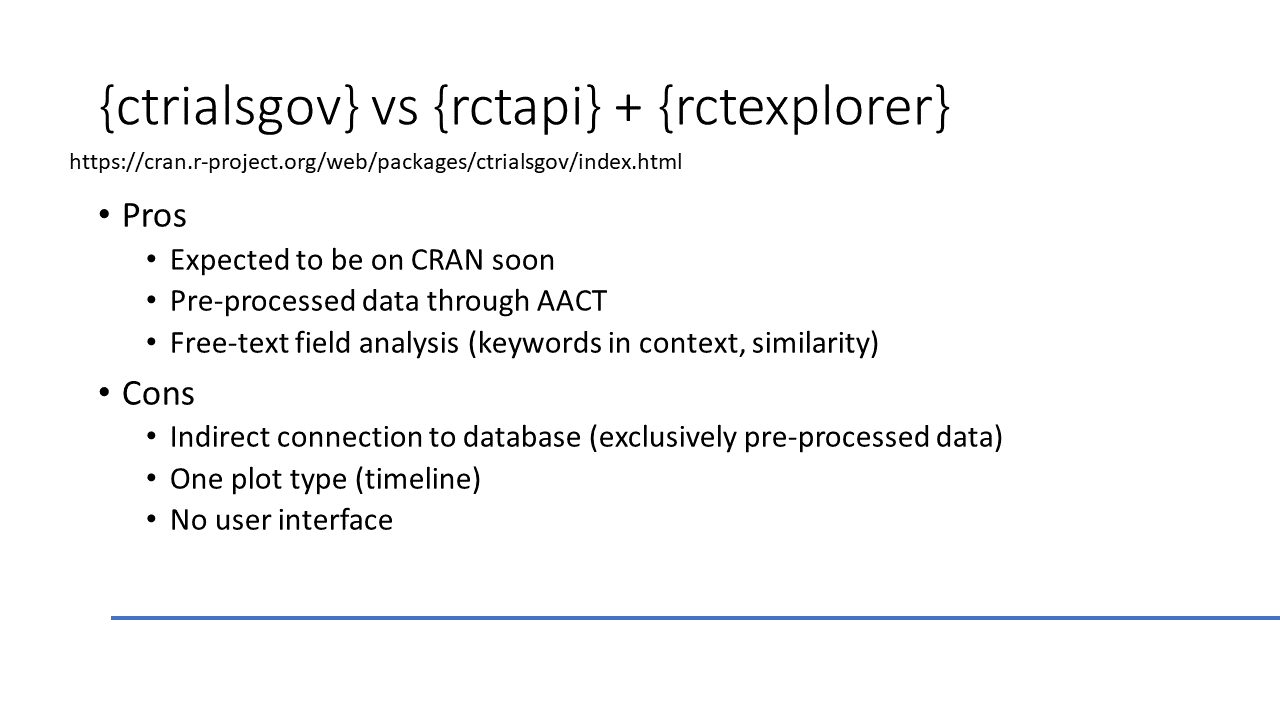 {ctrialsgov} vs {rctapi} + {rctexplorer}
https://cran.r-project.org/web/packages/ctrialsgov/index.html
• Pros
• Expected to be on CRAN soon
• Pre-processed data through AACT
• Free-text field analysis (keywords in context, similarity)
• Cons
• Indirect connection to database (exclusively pre-processed data)
• One plot type (timeline)
• No user interface